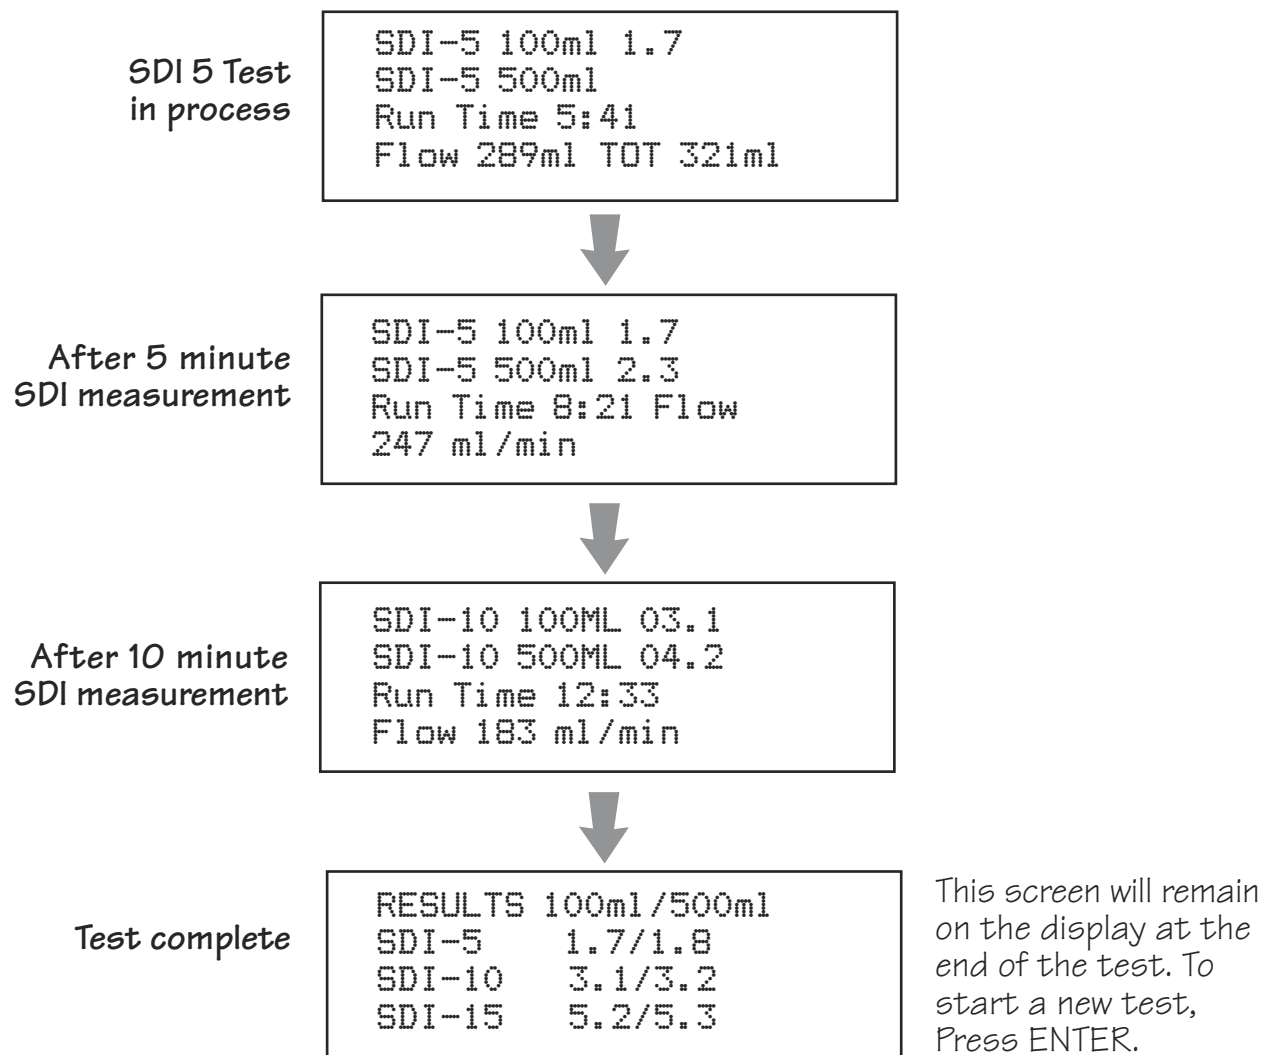 SDI 5 Test
in process
SDI-5 100ml 1.7
SDI-5 500ml
Run Time 5:41
Flow 289ml TOT 321ml
After 5 minute
SDI measurement
SDI-5 100ml 1.7
SDI-5 500ml 2.3
Run Time 8:21 Flow
247 ml/min
After 10 minute
SDI measurement
SDI-10 100ML 03.1
SDI-10 500ML 04.2
Run Time 12:33
Flow 183 ml/min
Test complete
RESULTS 100ml/500ml
SDI-5 1.7/1.8
SDI-10 3.1/3.2
SDI-15 5.2/5.3
This screen will remain
on the display at the
end of the test. To
start a new test,
Press ENTER.